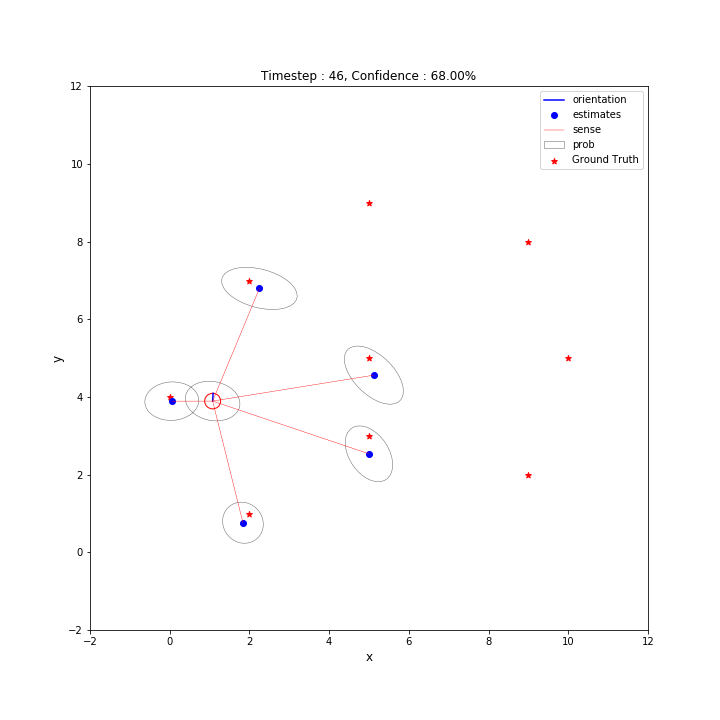 Timestep : 46, Confidence : 68.00%
orientation
estimates
sense
prob
Ground Truth
12
10
8
6
4
2
0
−2
y
−2 0 2 4 6 8 10 12
x